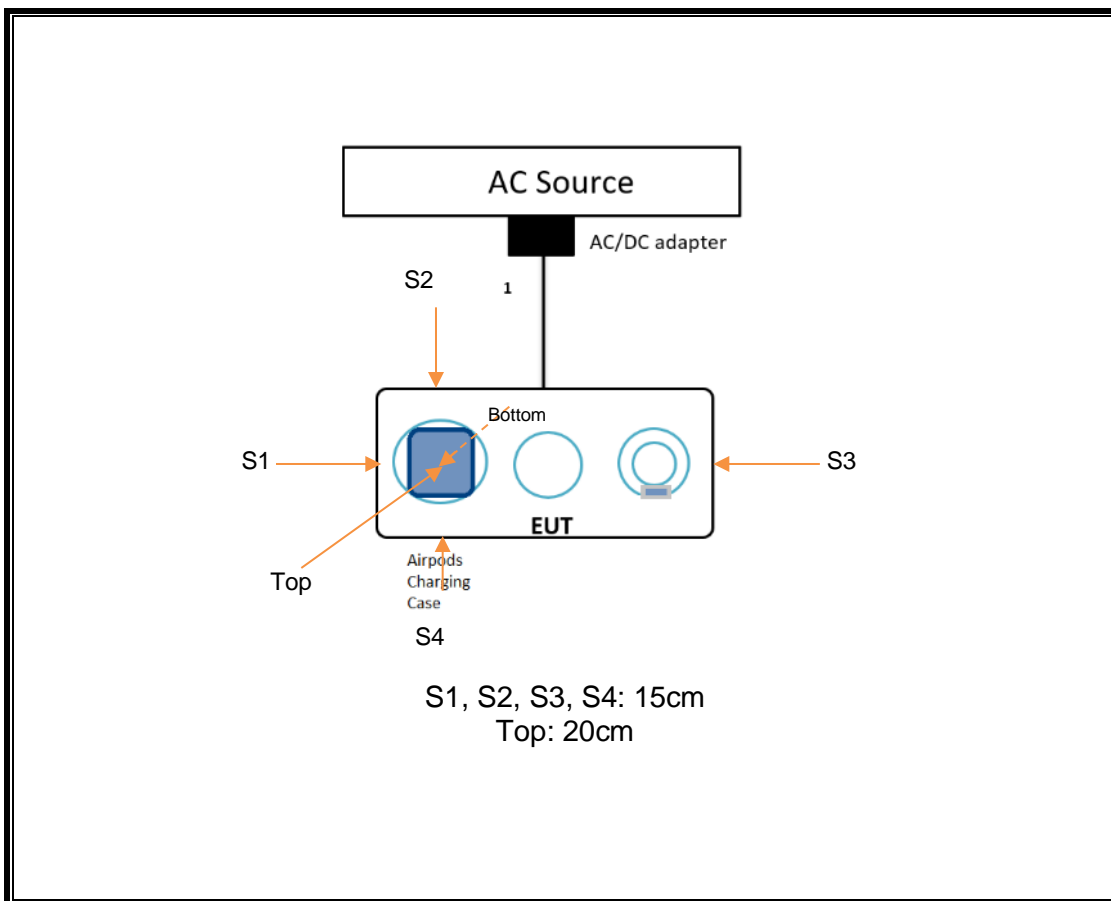 AC Source
AC/DC adapter
S2
1
Bottom
S1
S3
EUT
Airpods
Charging
Case
Top
S4
S1, S2, S3, S4: 15cm
Top: 20cm